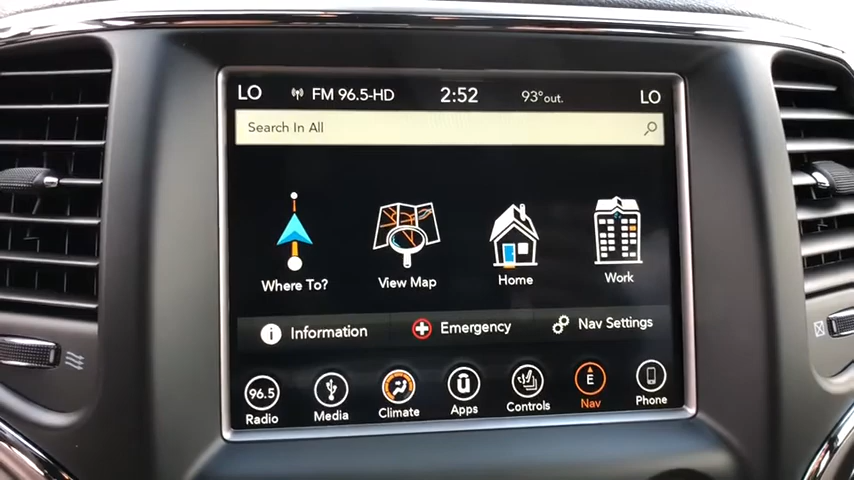 LO FM 96.5-HD 2:52 93°out. LO
Search In All
Where To? View Map Home Work
Information Emergency Nav Settings
96.5 E
Radio Media Climate Apps Controls Nav Phone